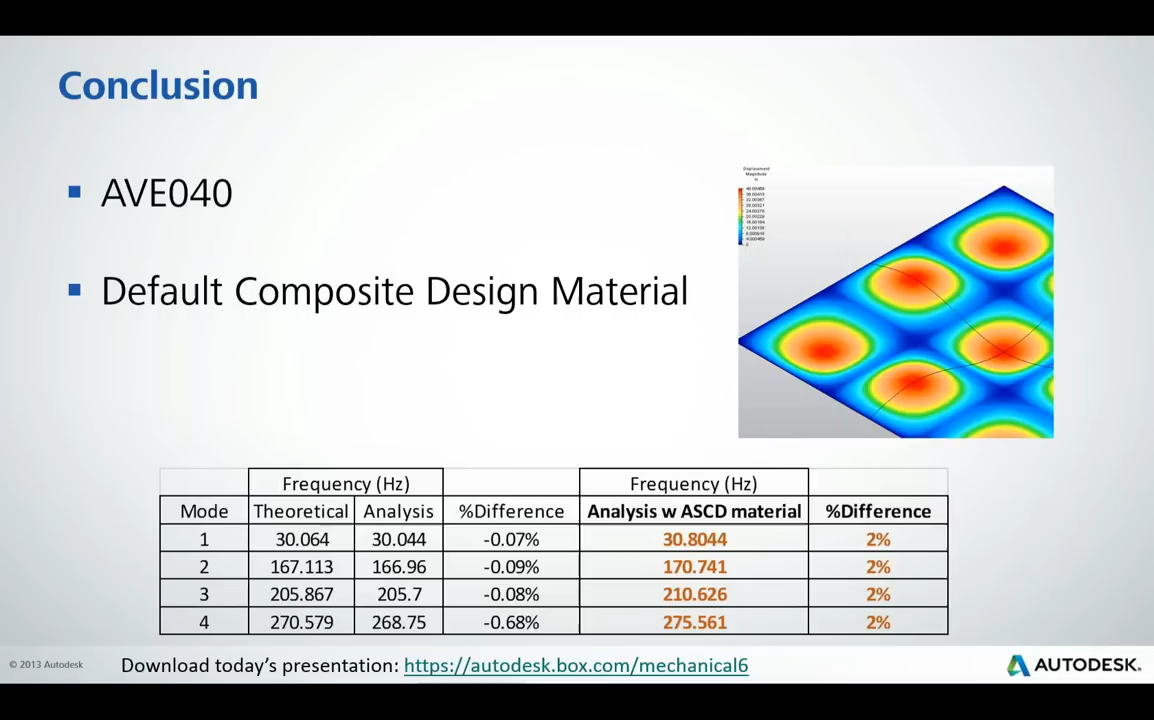 Conclusion
▪ AVE040
▪ Default Composite Design Material
Displacement
Magnitude
in
Frequency (Hz) Frequency (Hz)
Mode Theoretical Analysis %Difference Analysis w ASCD material %Difference
1 30.064 30.044 -0.07% 30.8044 2%
2 167.113 166.96 -0.09% 170.741 2%
3 205.867 205.7 -0.08% 210.626 2%
4 270.579 268.75 -0.68% 275.561 2%
© 2013 Autodesk Download today's presentation: https://autodesk.box.com/mechanical6 AUTODESK.